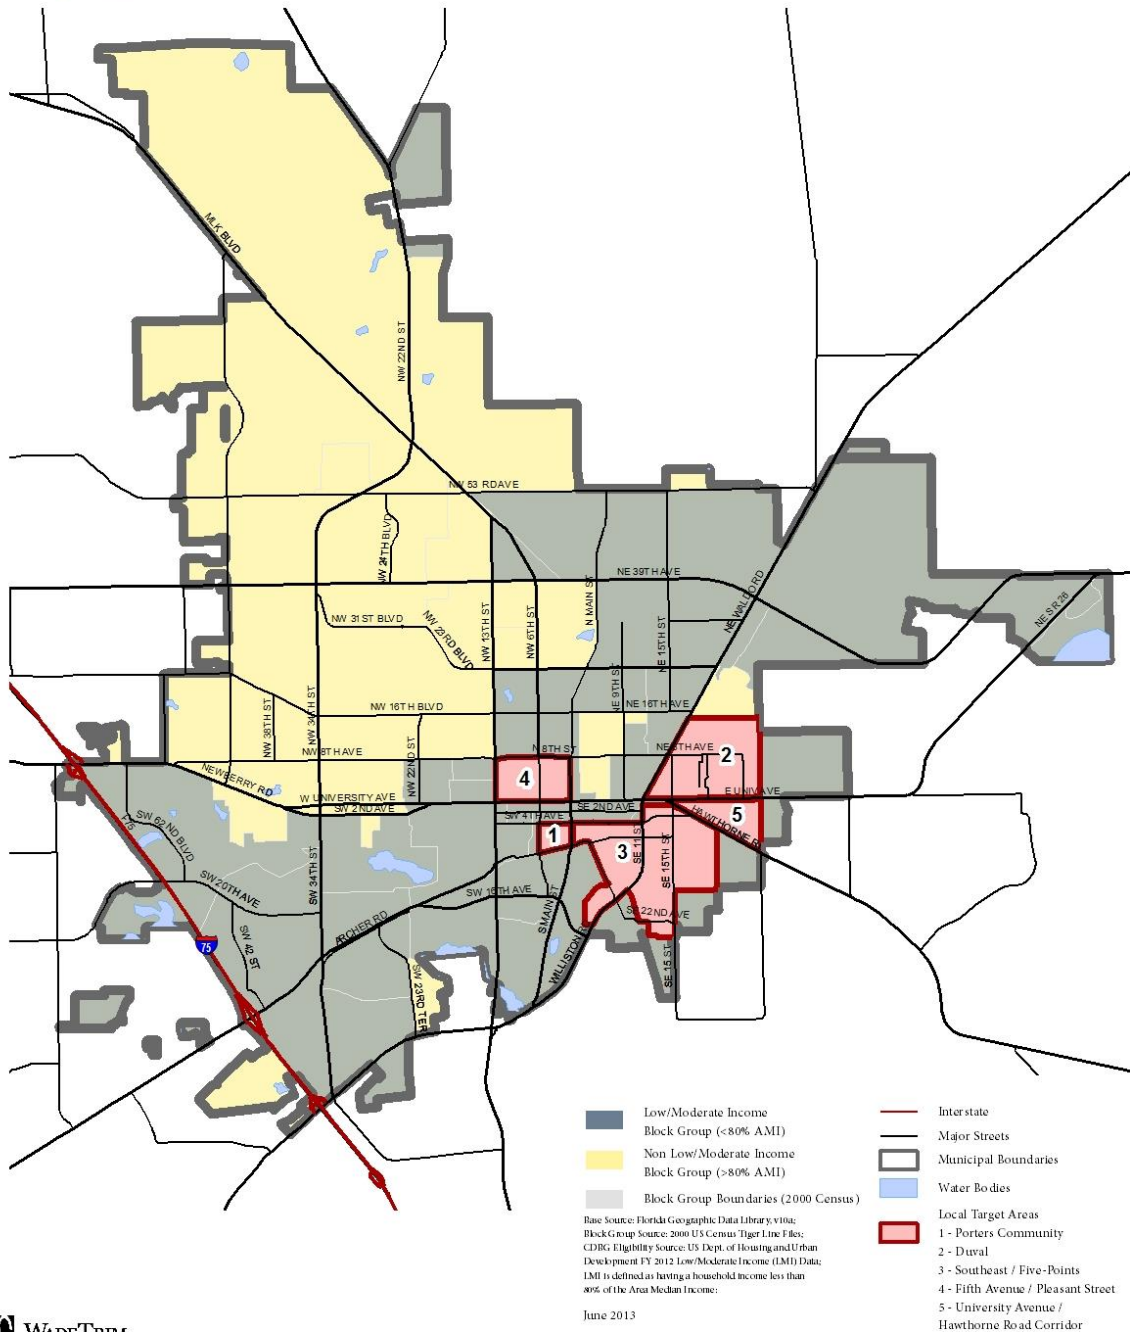 MLK BLVD
NW 22ND ST
NW 53 RD AVE
NW 24TH BLVD
NE 39TH AVE
NE WALDO RD
N MAIN ST
NW 31ST BLVD
NW 23RD BLVD
NW 13TH ST
NW 6TH ST
NE 15TH ST
NE SR 26
NE 9TH ST
NW 38TH ST
NW 34TH ST
NW 16TH BLVD
NE 16TH AVE
NW 8TH AVE
NW 22ND ST
N 8TH ST
NE 8TH AVE
2
4
NEWBERRY RD
W UNIVERSITY AVE
SW 2ND AVE
E UNIV AVE
SE 2ND AVE
SW 4TH AVE
HAWTHORNE R
5
1
3
SE 11 ST
SE 15TH ST
I-75
SW 62 ND BLVD
SW 20TH AVE
SW 34TH ST
SW 16TH AVE
SE 22ND AVE
ARCHER RD
S MAIN ST
WILLISTON R
75
SW 42 ST
SW 23RD TER
SE 15 ST
Low/Moderate Income
Block Group (<80% AMI)
Non Low/Moderate Income
Block Group (>80% AMI)
Block Group Boundaries (2000 Census)
Base Source: Florida Geographic Data Library, v10a;
Block Group Source: 2000 US Census Tiger Line Files;
CDBG Eligibility Source: US Dept. of Housing and Urban
Development FY 2012 Low/Moderate Income (LMI) Data;
LMI is defined as having a household income less than
80% of the Area Median Income;
June 2013
Interstate
Major Streets
Municipal Boundaries
Water Bodies
Local Target Areas
1 - Porters Community
2 - Duval
3 - Southeast / Five-Points
4 - Fifth Avenue / Pleasant Street
5 - University Avenue /
Hawthorne Road Corridor
WADETRIM